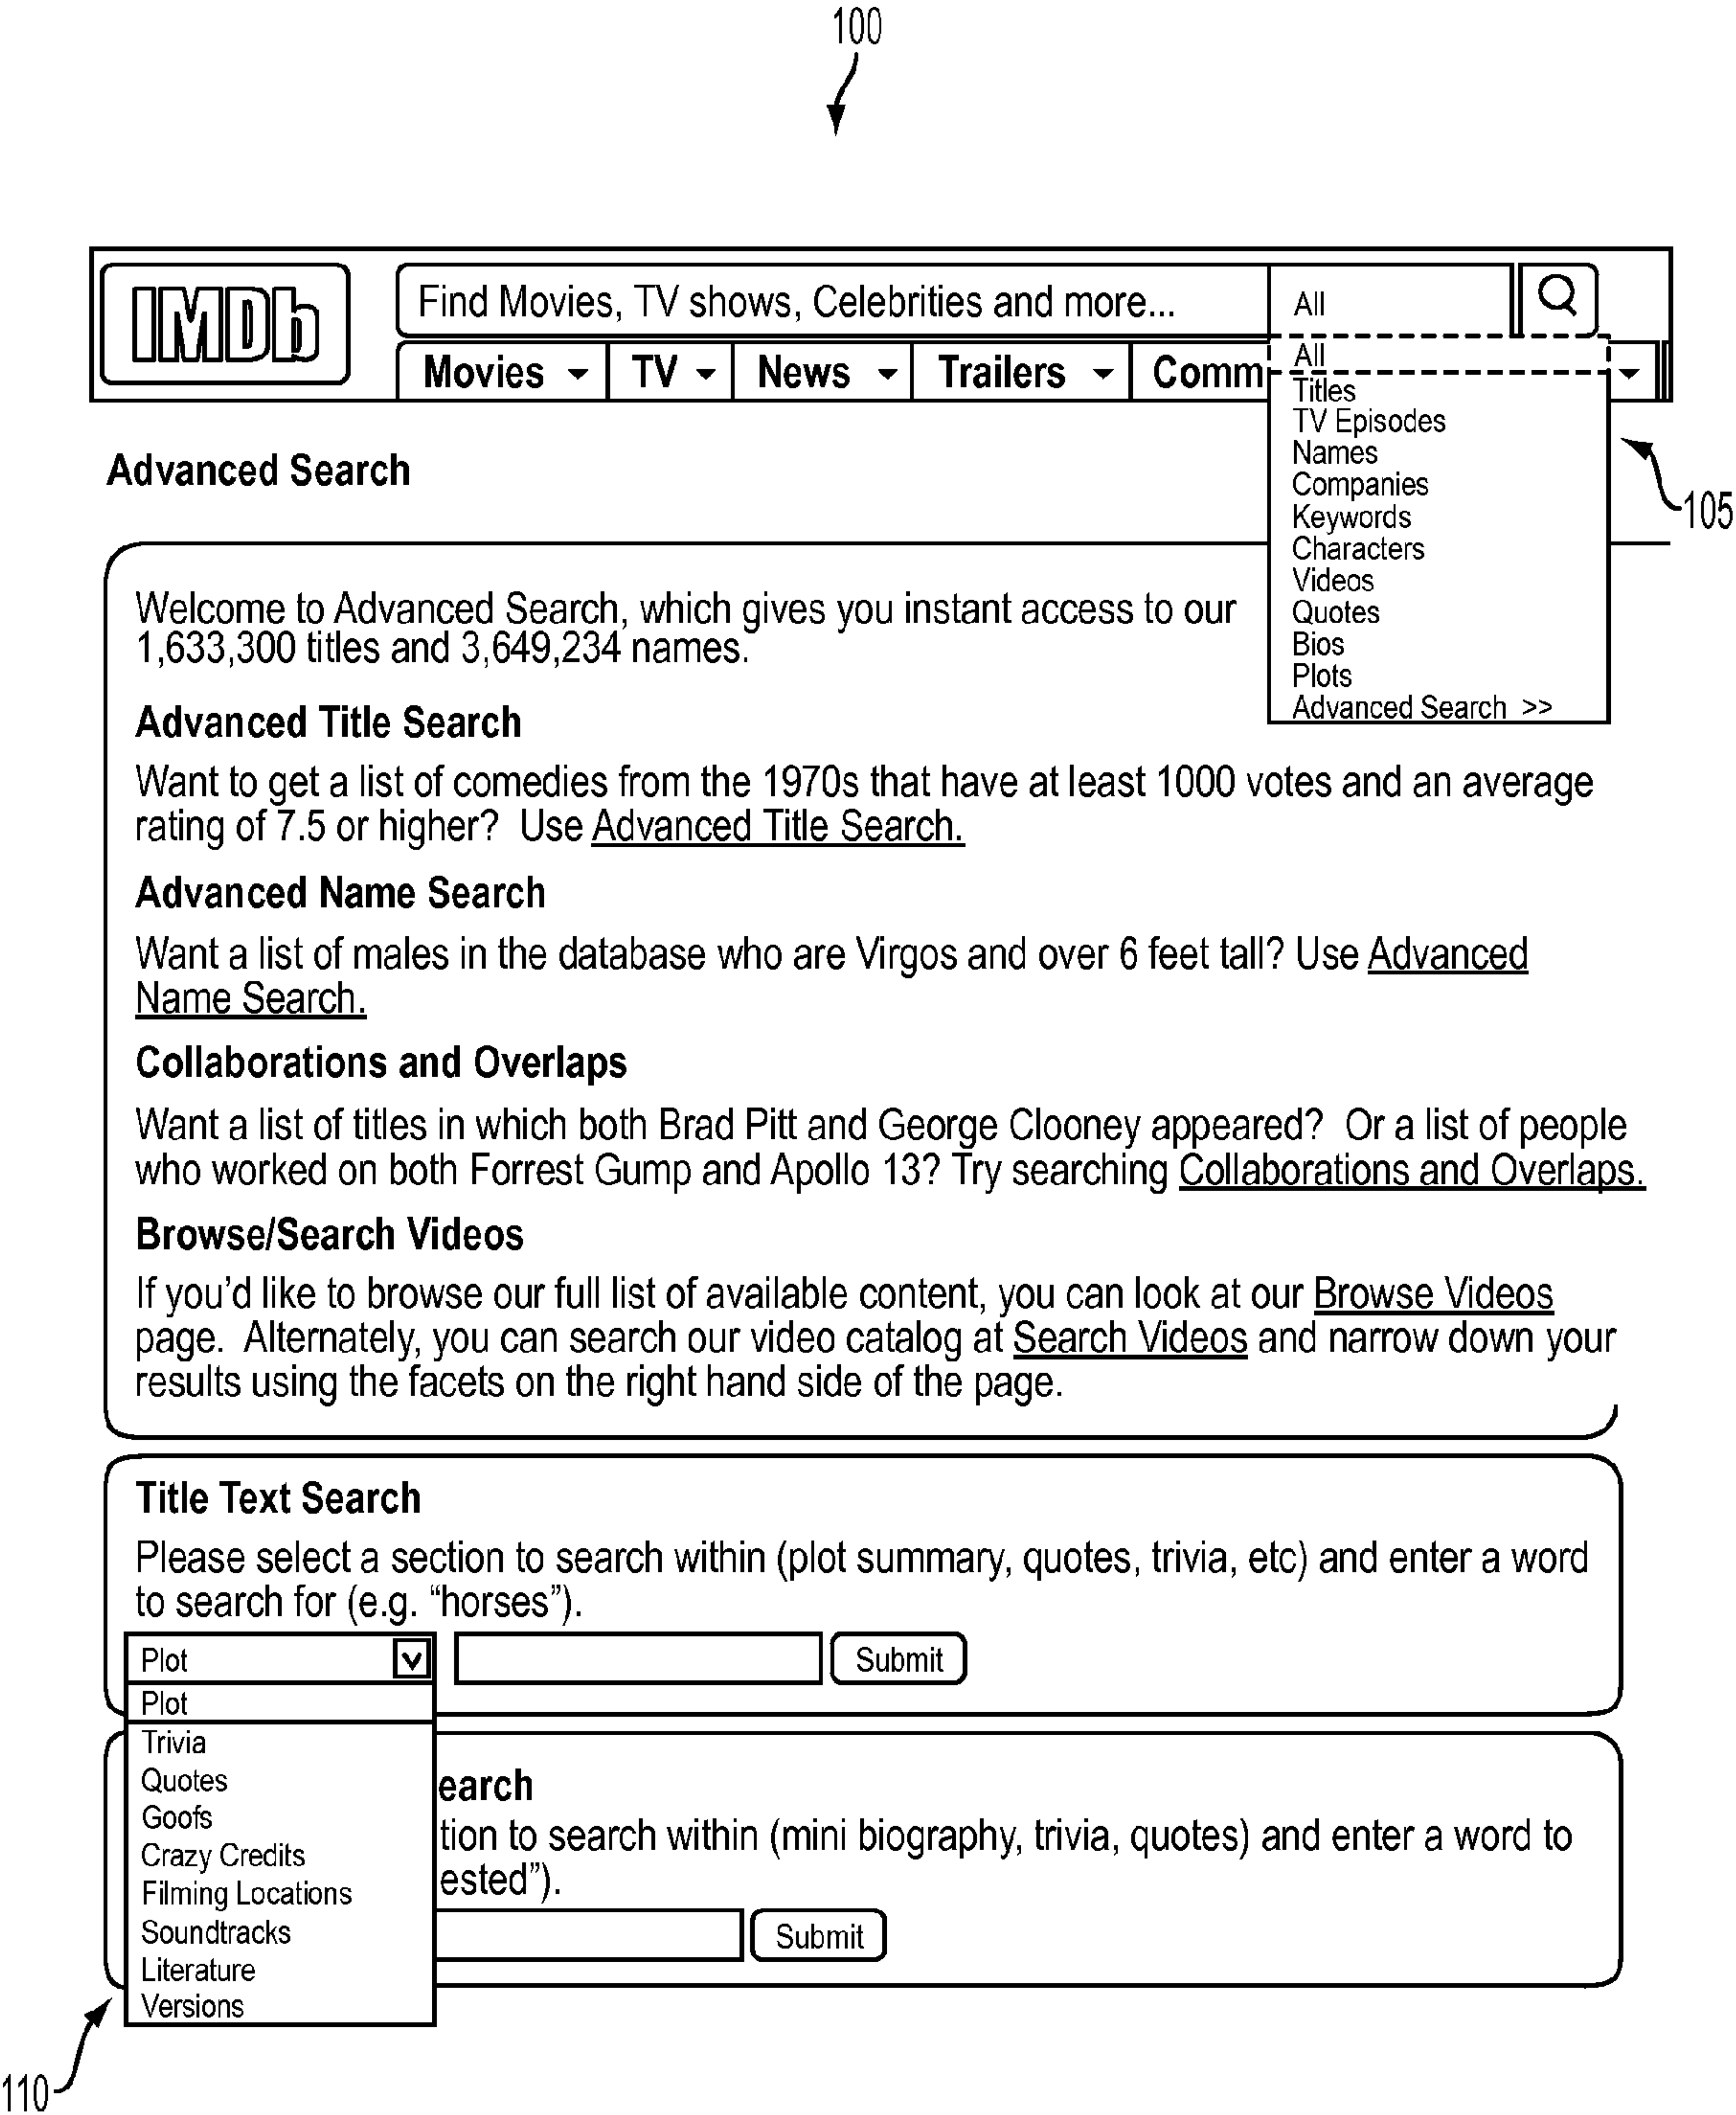 100
IMDb
Find Movies, TV shows, Celebrities and more...
All
Movies TV News Trailers Comm
All
Titles
TV Episodes
Names
Companies
Keywords
Characters
Videos
Quotes
Bios
Plots
Advanced Search >>
105
Advanced Search
Welcome to Advanced Search, which gives you instant access to our
1,633,300 titles and 3,649,234 names.
Advanced Title Search
Want to get a list of comedies from the 1970s that have at least 1000 votes and an average
rating of 7.5 or higher? Use Advanced Title Search.
Advanced Name Search
Want a list of males in the database who are Virgos and over 6 feet tall? Use Advanced
Name Search.
Collaborations and Overlaps
Want a list of titles in which both Brad Pitt and George Clooney appeared? Or a list of people
who worked on both Forrest Gump and Apollo 13? Try searching Collaborations and Overlaps.
Browse/Search Videos
If you'd like to browse our full list of available content, you can look at our Browse Videos
page. Alternately, you can search our video catalog at Search Videos and narrow down your
results using the facets on the right hand side of the page.
Title Text Search
Please select a section to search within (plot summary, quotes, trivia, etc) and enter a word
to search for (e.g. “horses”).
Plot
Submit
Plot
Trivia
Quotes
Goofs
Crazy Credits
Filming Locations
Soundtracks
Literature
Versions
earch
tion to search within (mini biography, trivia, quotes) and enter a word to
ested”).
Submit
110